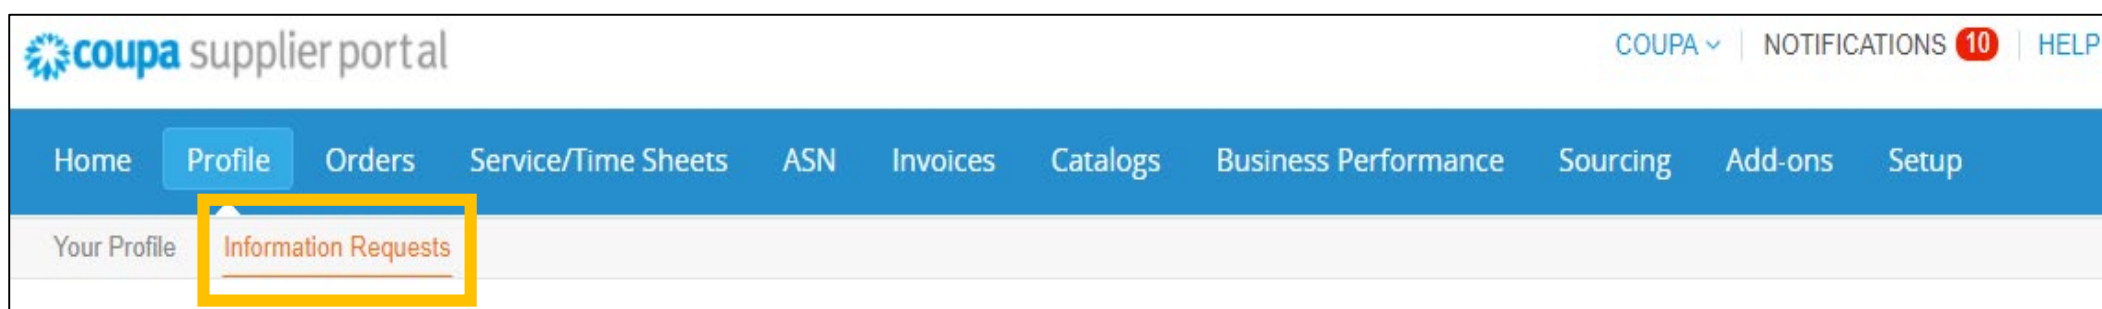 coupa supplier portal COUPA NOTIFICATIONS 10 HELP
Home Profile Orders Service/Time Sheets ASN Invoices Catalogs Business Performance Sourcing Add-ons Setup
Your Profile Information Requests